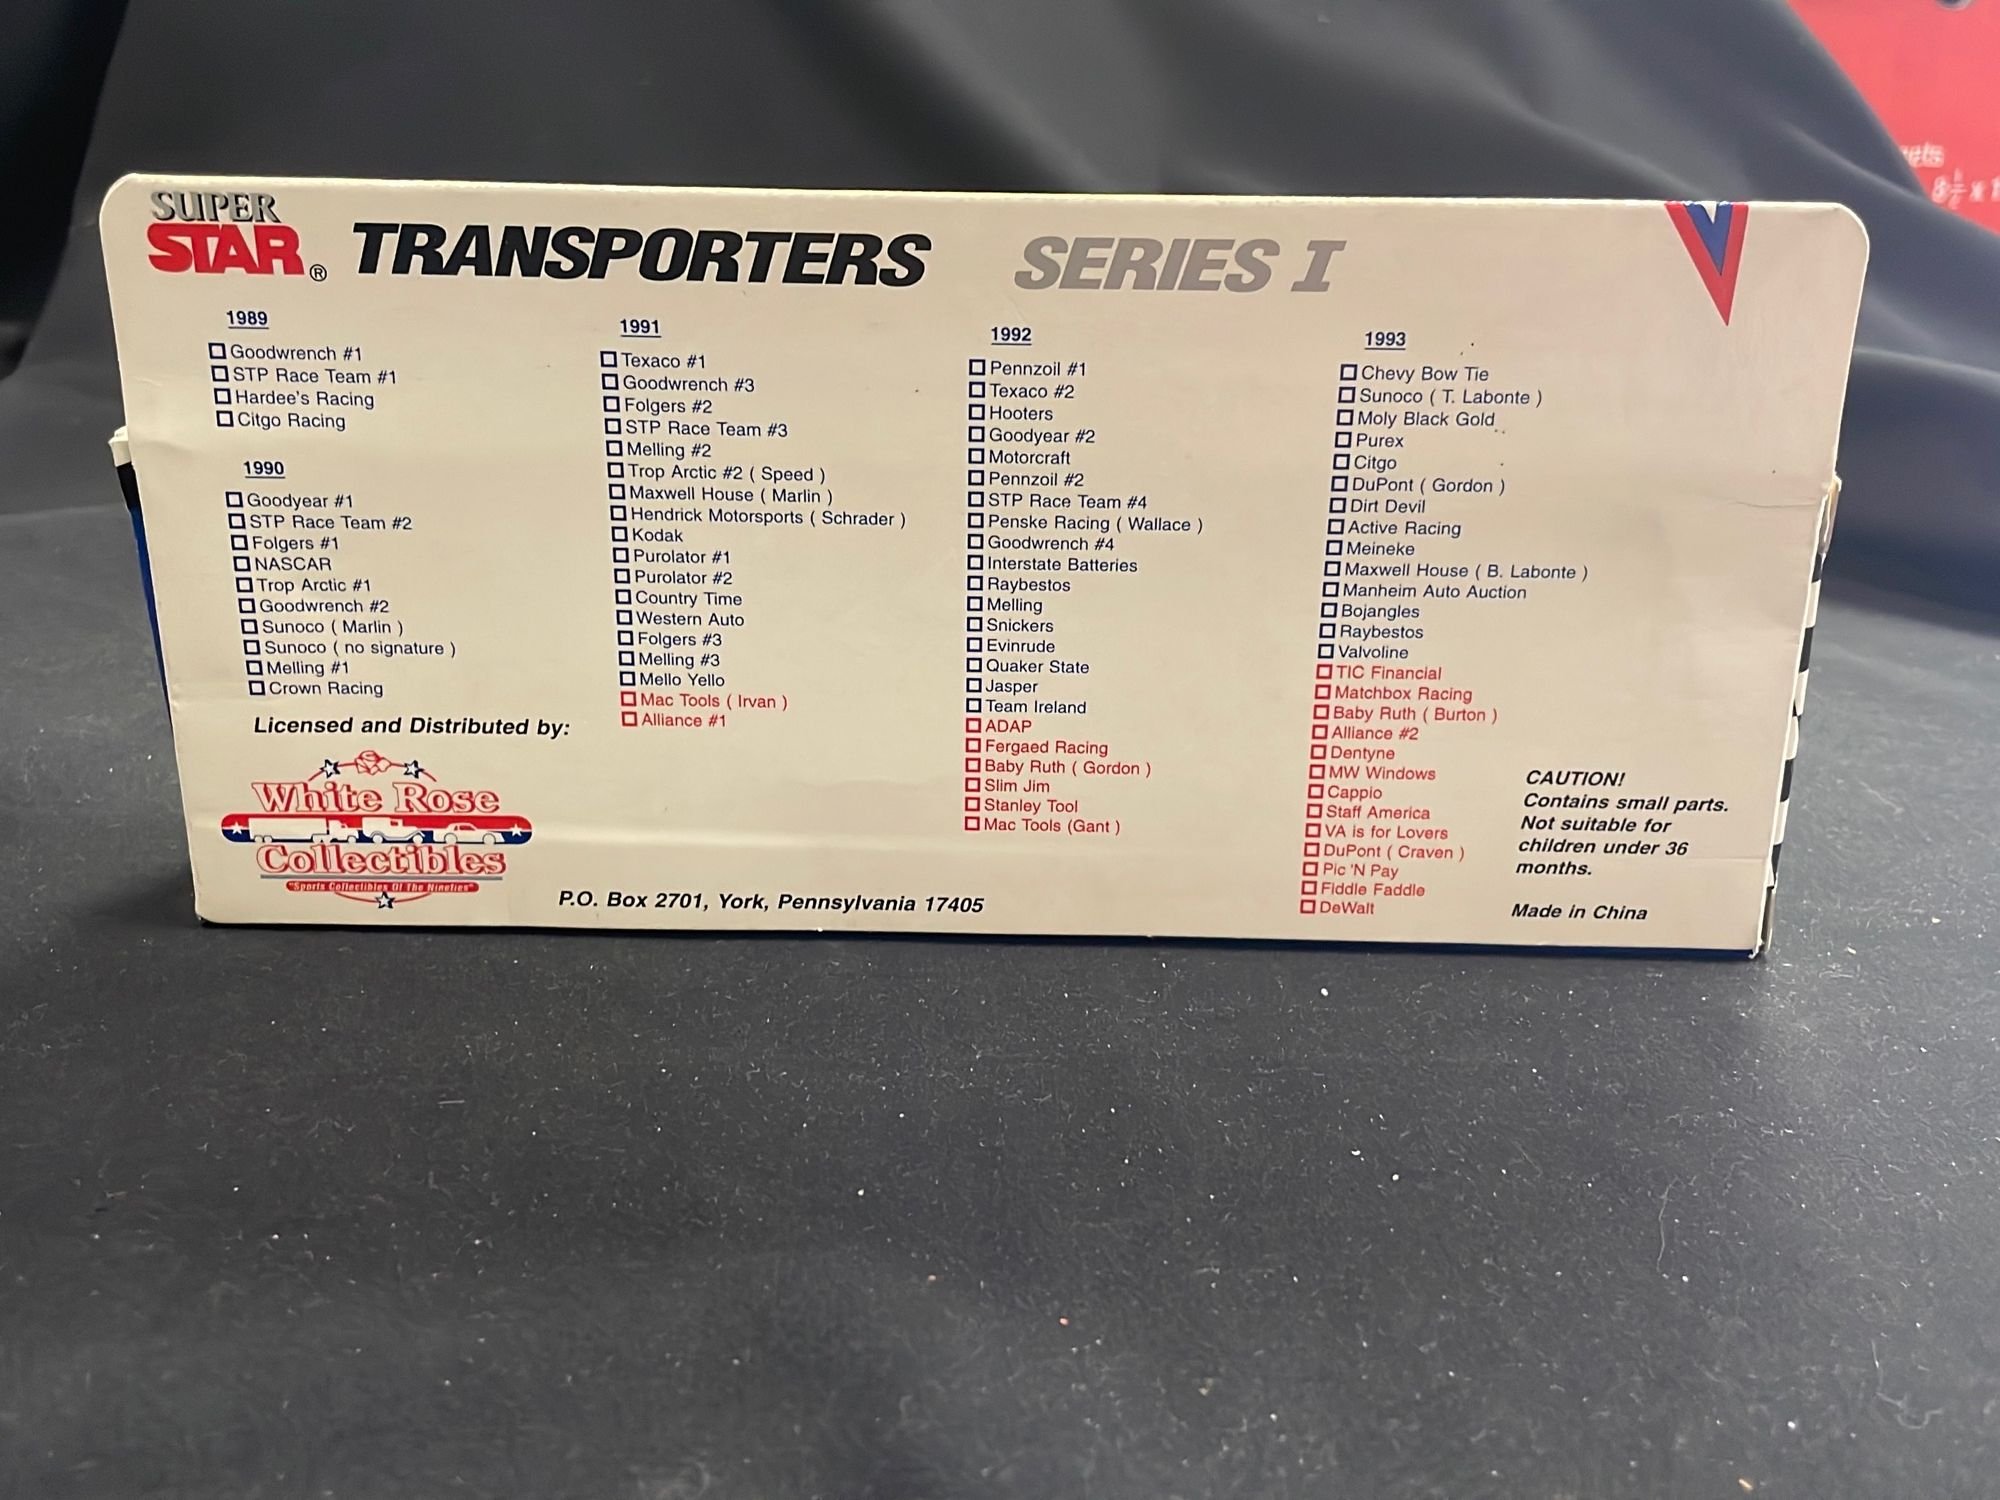 SUPER
STAR® TRANSPORTERS SERIES I
1989
Goodwrench #1
STP Race Team #1
Hardee's Racing
Citgo Racing
1990
Goodyear #1
STP Race Team #2
Folgers #1
NASCAR
Trop Arctic #1
Goodwrench #2
Sunoco ( Marlin )
Sunoco ( no signature )
Melling #1
Crown Racing
Licensed and Distributed by:
White Rose
Collectibles
"Sports Collectibles Of The Nineties"
1991
Texaco #1
Goodwrench #3
Folgers #2
STP Race Team #3
Melling #2
Trop Arctic #2 ( Speed )
Maxwell House ( Marlin )
Hendrick Motorsports ( Schrader )
Kodak
Purolator #1
Purolator #2
Country Time
Western Auto
Folgers #3
Melling #3
Mello Yello
Mac Tools ( Irvan )
Alliance #1
P.O. Box 2701, York, Pennsylvania 17405
1992
Pennzoil #1
Texaco #2
Hooters
Goodyear #2
Motorcraft
Pennzoil #2
STP Race Team #4
Penske Racing ( Wallace )
Goodwrench #4
Interstate Batteries
Raybestos
Melling
Snickers
Evinrude
Quaker State
Jasper
Team Ireland
ADAP
Fergaed Racing
Baby Ruth ( Gordon )
Slim Jim
Stanley Tool
Mac Tools (Gant )
1993
Chevy Bow Tie
Sunoco ( T. Labonte )
Moly Black Gold
Purex
Citgo
DuPont ( Gordon )
Dirt Devil
Active Racing
Meineke
Maxwell House ( B. Labonte )
Manheim Auto Auction
Bojangles
Raybestos
Valvoline
TIC Financial
Matchbox Racing
Baby Ruth ( Burton )
Alliance #2
Dentyne
MW Windows
Cappio
Staff America
VA is for Lovers
DuPont ( Craven )
Pic 'N Pay
Fiddle Faddle
DeWalt
CAUTION!
Contains small parts.
Not suitable for
children under 36
months.
Made in China